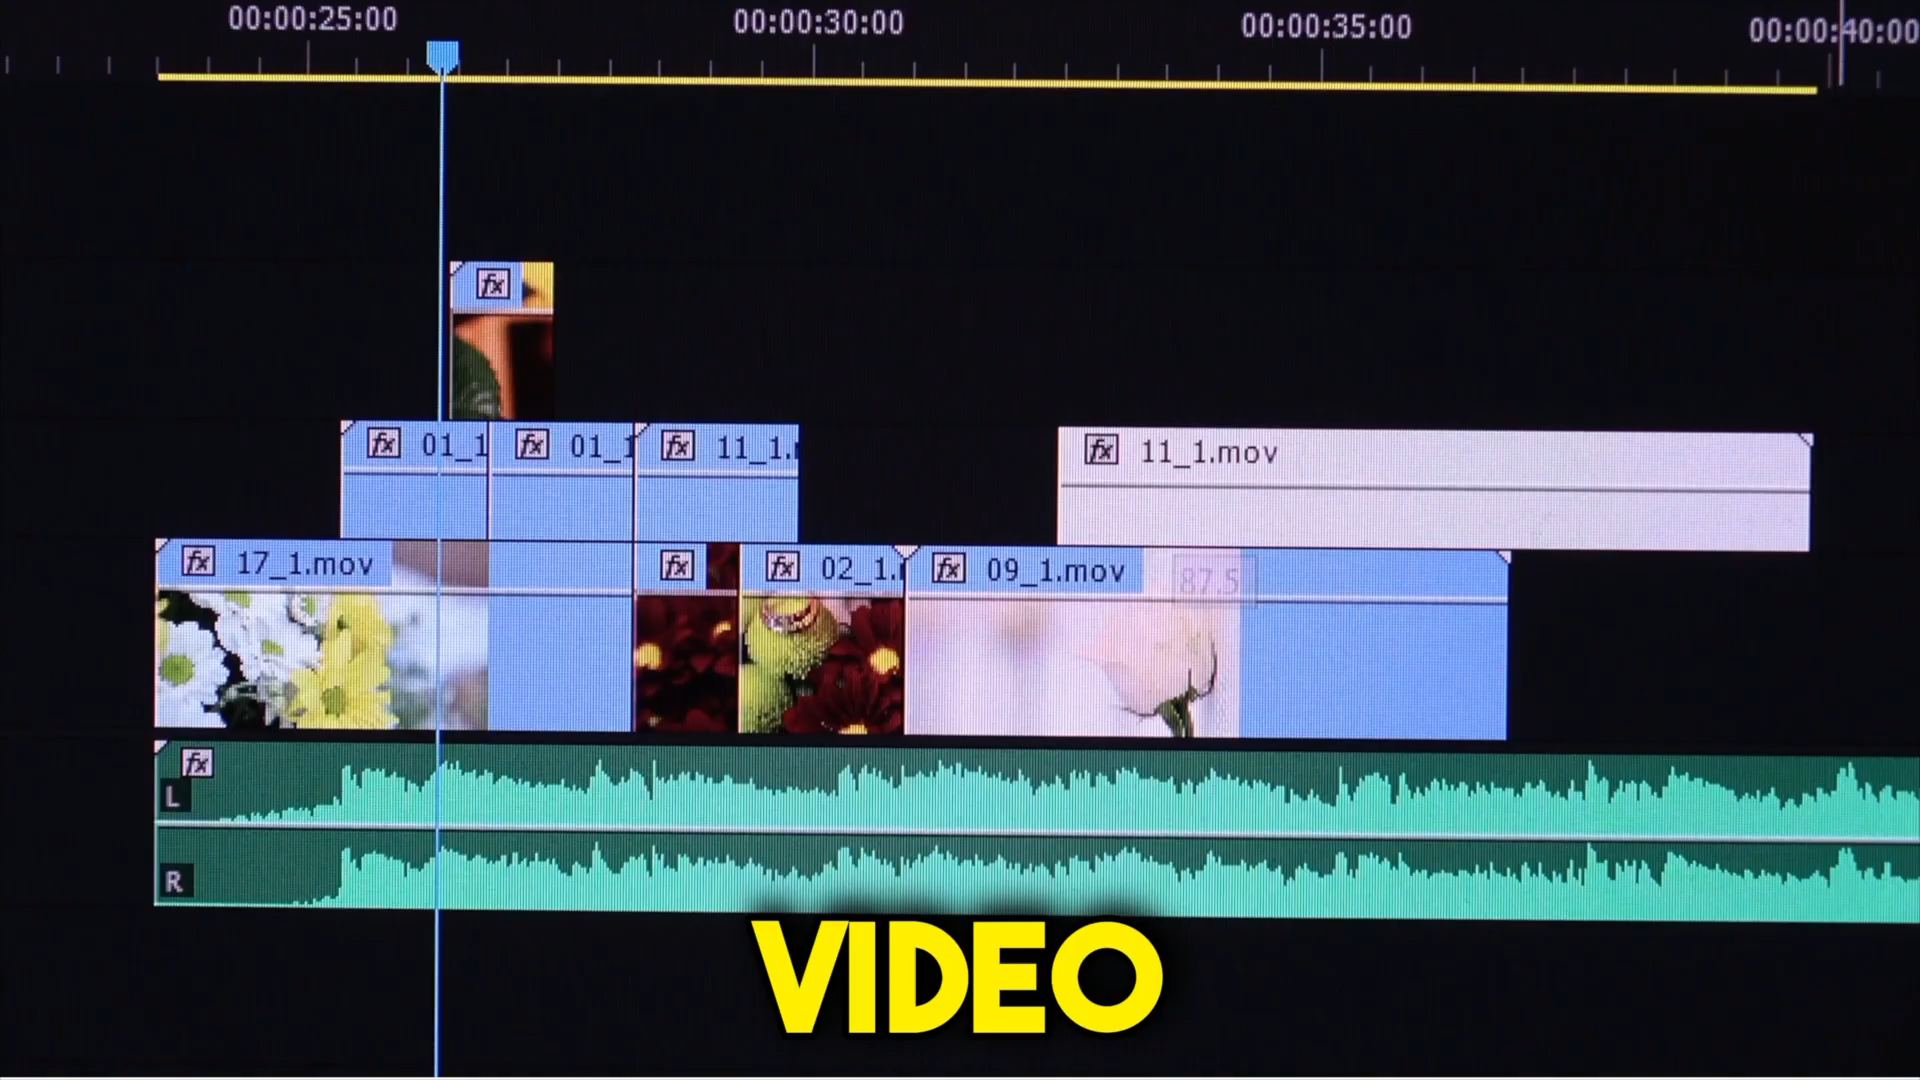 00:00:25:00 00:00:30:00 00:00:35:00 00:00:40:00
fx
fx 01_1 fx 01_1 fx 11_1. fx 11_1.mov
fx 17_1.mov fx fx 02_1. fx 09_1.mov 87.5
fx
L
R
VIDEO